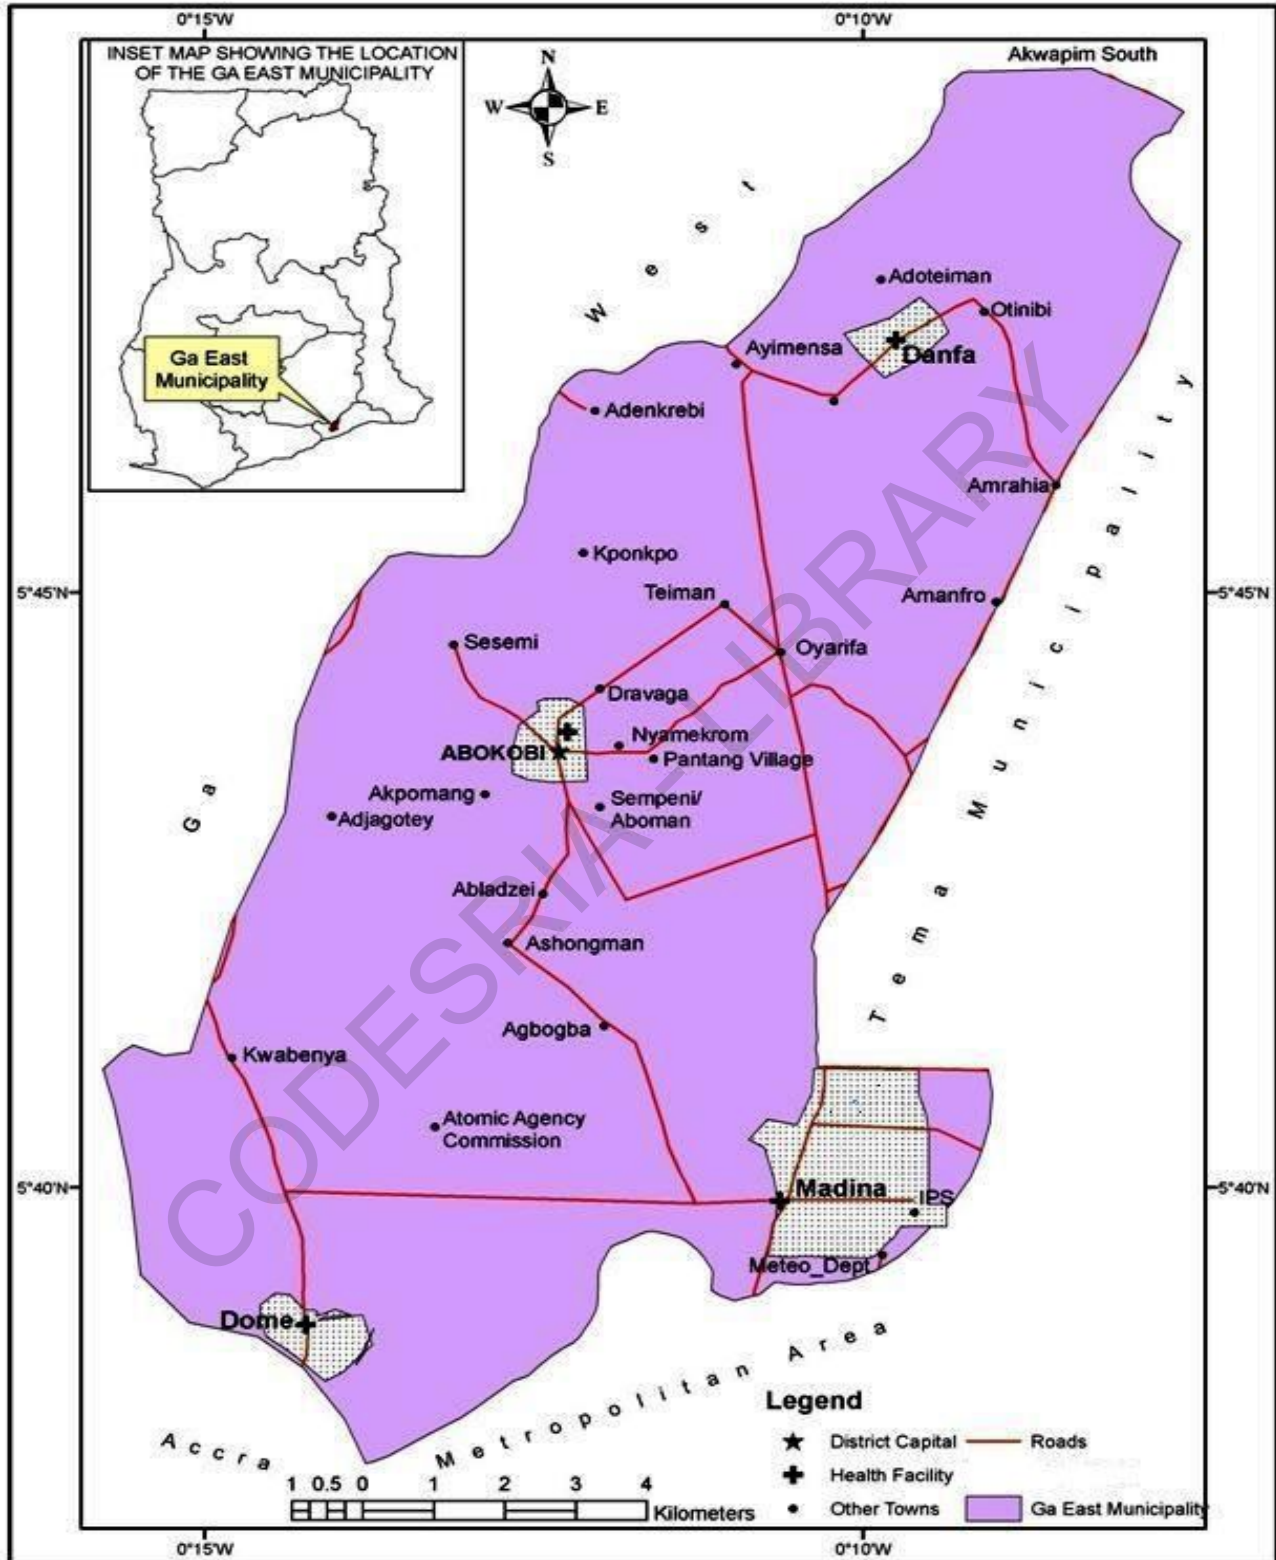 0°15'W
0°10'W
INSET MAP SHOWING THE LOCATION
OF THE GA EAST MUNICIPALITY
Ga East
Municipality
N
W
E
S
Akwapim South
West
Adoteiman
Otinibi
Danfa
Ayimensa
Adenkrebi
Amrahia
Kponkpo
5°45'N
5°45'N
Teiman
Amanfro
Sesemi
Oyarifa
Dravaga
Nyamekrom
ABOKOBI
Pantang Village
Akpomang
Sempeni/
Aboman
Adjagotey
Ga
Tema Municipality
Abladzei
Ashongman
Agbogba
Kwabenya
Atomic Agency
Commission
5°40'N
5°40'N
Madina
IPS
Meteo_Dept
Dome
Accra Metropolitan Area
Legend
District Capital
Roads
Health Facility
Other Towns
Ga East Municipality
1 0.5 0 1 2 3 4
Kilometers
0°15'W
0°10'W
CODESRIA - LIBRARY